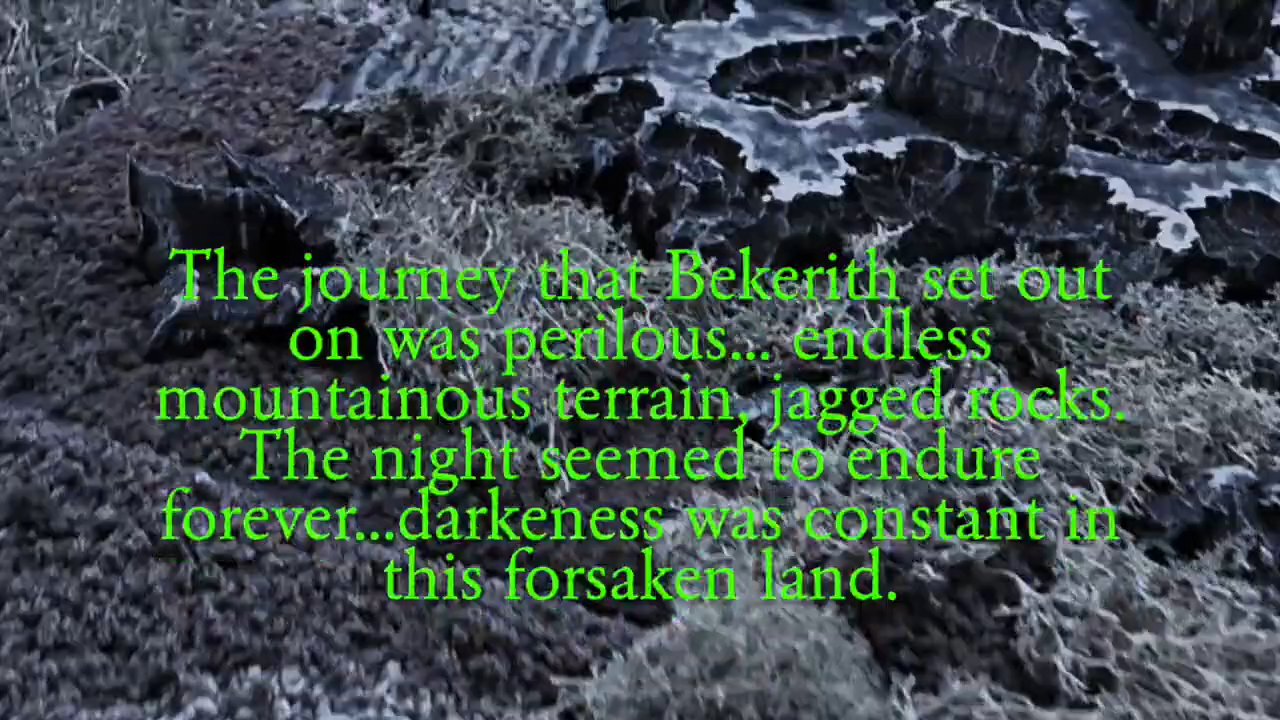 The journey that Bekerith set out
on was perilous... endless
mountainous terrain, jagged rocks.
The night seemed to endure
forever...darkeness was constant in
this forsaken land.